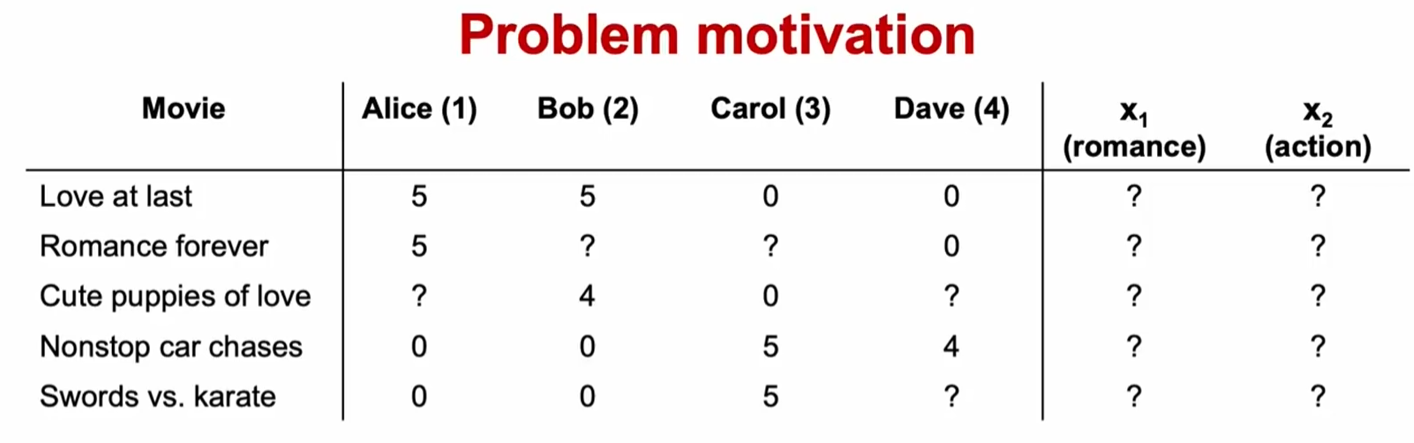 Problem motivation
Movie Alice (1) Bob (2) Carol (3) Dave (4) x₁ x₂
(romance) (action)
Love at last 5 5 0 0 ? ?
Romance forever 5 ? ? 0 ? ?
Cute puppies of love ? 4 0 ? ? ?
Nonstop car chases 0 0 5 4 ? ?
Swords vs. karate 0 0 5 ? ? ?